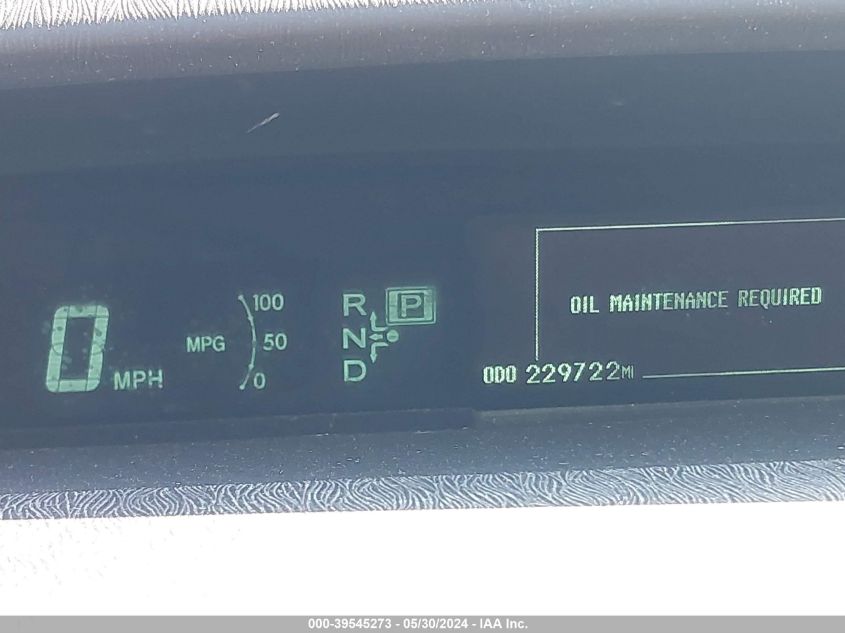 100
R P
OIL MAINTENANCE REQUIRED
0 MPH
MPG
50
N
0
D
ODO 229722MI
000-39545273 - 05/30/2024 - IAA Inc.